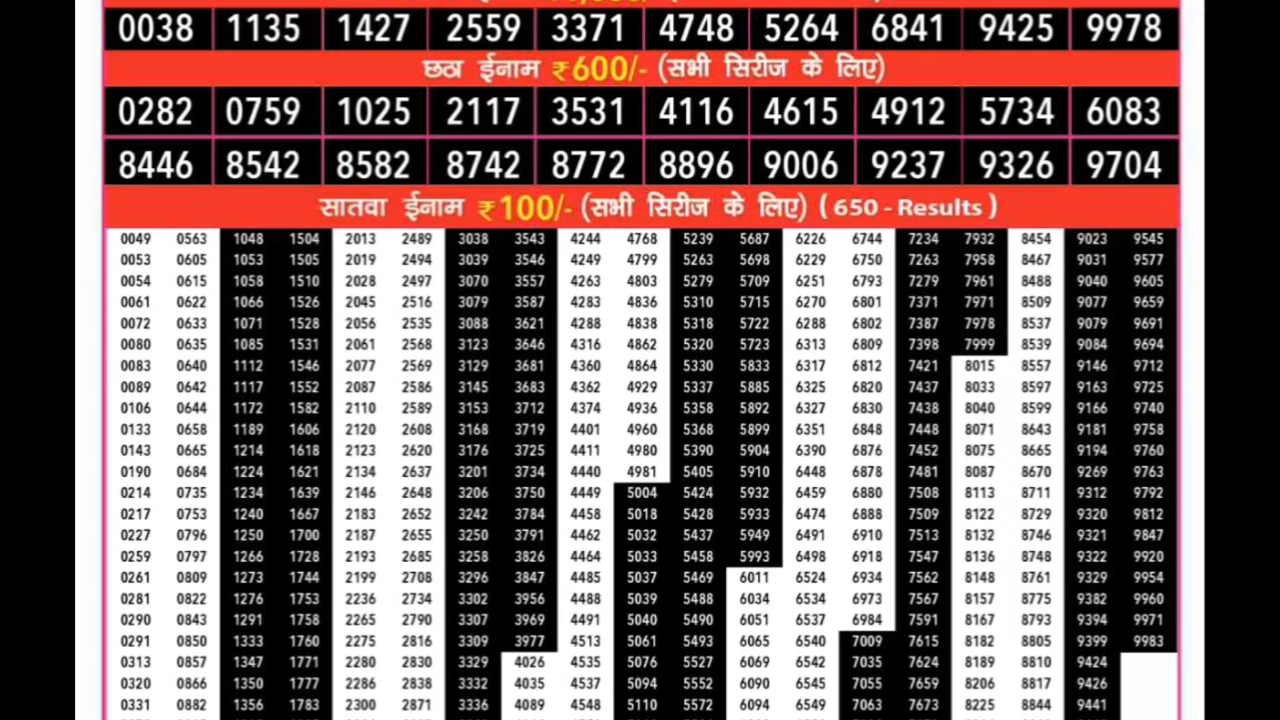 0038 1135 1427 2559 3371 4748 5264 6841 9425 9978
छठा ईनाम ₹600/- (सभी सिरीज के लिए)
0282 0759 1025 2117 3531 4116 4615 4912 5734 6083
8446 8542 8582 8742 8772 8896 9006 9237 9326 9704
सातवा ईनाम ₹100/- (सभी सिरीज के लिए) ( 650 - Results )
0049 0563 1048 1504 2013 2489 3038 3543 4244 4768 5239 5687 6226 6744 7234 7932 8454 9023 9545
0053 0605 1053 1505 2019 2494 3039 3546 4249 4799 5263 5698 6229 6750 7263 7958 8467 9031 9577
0054 0615 1058 1510 2028 2497 3070 3557 4263 4803 5279 5709 6251 6793 7279 7961 8488 9040 9605
0061 0622 1066 1526 2045 2516 3079 3587 4283 4836 5310 5715 6270 6801 7371 7971 8509 9077 9659
0072 0633 1071 1528 2056 2535 3088 3621 4288 4838 5318 5722 6288 6802 7387 7978 8537 9079 9691
0080 0635 1085 1531 2061 2568 3123 3646 4316 4862 5320 5723 6313 6809 7398 7999 8539 9084 9694
0083 0640 1112 1546 2077 2569 3129 3681 4360 4864 5330 5833 6317 6812 7421 8015 8557 9146 9712
0089 0642 1117 1552 2087 2586 3145 3683 4362 4929 5337 5885 6325 6820 7437 8033 8597 9163 9725
0106 0644 1172 1582 2110 2589 3153 3712 4374 4936 5358 5892 6327 6830 7438 8040 8599 9166 9740
0133 0658 1189 1606 2120 2608 3168 3719 4401 4960 5368 5899 6351 6848 7448 8071 8643 9181 9758
0143 0665 1214 1618 2123 2620 3176 3725 4411 4980 5390 5904 6390 6876 7452 8075 8665 9194 9760
0190 0684 1224 1621 2134 2637 3201 3734 4440 4981 5405 5910 6448 6878 7481 8087 8670 9269 9763
0214 0735 1234 1639 2146 2648 3206 3750 4449 5004 5424 5932 6459 6880 7508 8113 8711 9312 9792
0217 0753 1240 1667 2183 2652 3242 3784 4458 5018 5428 5933 6474 6888 7509 8122 8729 9320 9812
0227 0796 1250 1700 2187 2655 3250 3791 4462 5032 5437 5949 6491 6910 7513 8132 8746 9321 9847
0259 0797 1266 1728 2193 2685 3258 3826 4464 5033 5458 5993 6498 6918 7547 8136 8748 9322 9920
0261 0809 1273 1744 2199 2708 3296 3847 4485 5037 5469 6011 6524 6934 7562 8148 8761 9329 9954
0281 0822 1276 1753 2236 2734 3302 3956 4488 5039 5488 6034 6534 6973 7567 8157 8775 9382 9960
0290 0843 1291 1758 2265 2790 3307 3969 4491 5040 5490 6051 6537 6984 7591 8167 8793 9394 9971
0291 0850 1333 1760 2275 2816 3309 3977 4513 5061 5493 6065 6540 7009 7615 8182 8805 9399 9983
0313 0857 1347 1771 2280 2830 3329 4026 4535 5076 5527 6069 6542 7035 7624 8189 8810 9424
0320 0866 1350 1777 2286 2838 3332 4035 4537 5094 5552 6090 6545 7055 7659 8206 8817 9426
0331 0882 1356 1783 2300 2871 3336 4089 4548 5110 5572 6094 6549 7063 7673 8225 8844 9441